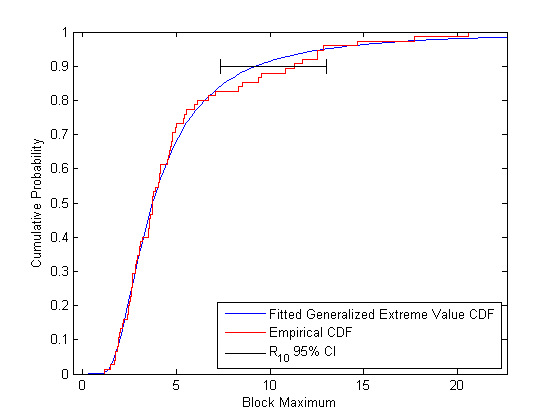 1
0.9
0.8
0.7
0.6
0.5
0.4
0.3
0.2
0.1
0
Cumulative Probability
Fitted Generalized Extreme Value CDF
Empirical CDF
R10 95% CI
0 5 10 15 20
Block Maximum